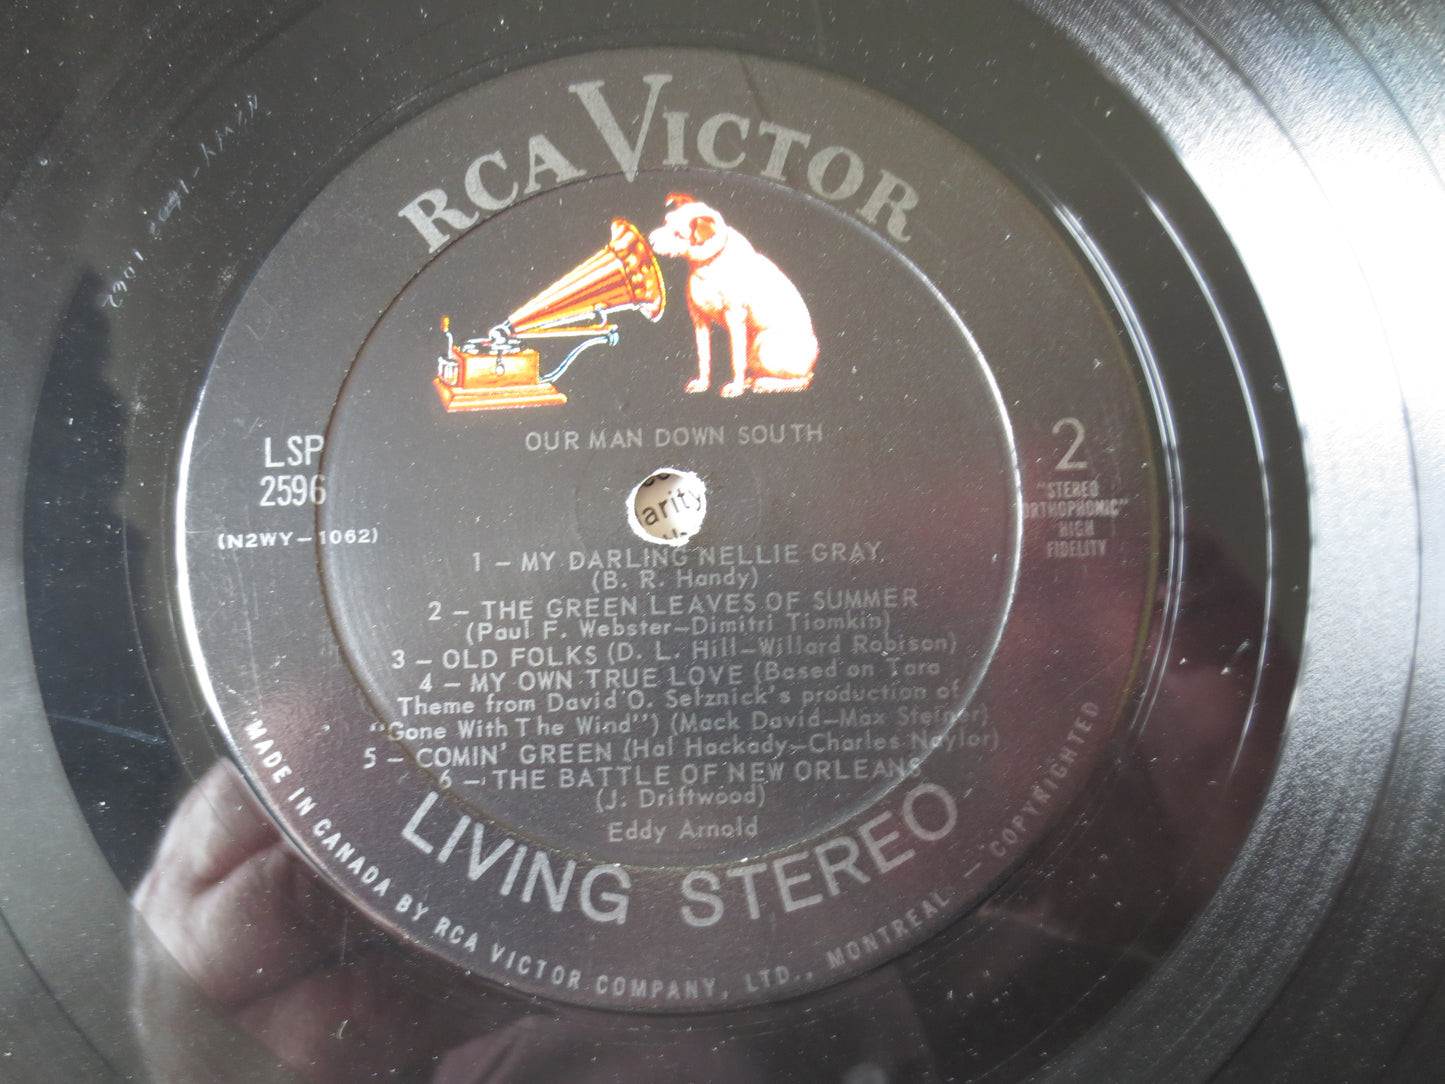 RCA VICTOR
OUR MAN DOWN SOUTH
LSP
2596
(N2WY-1062)
2
"STEREO
ORTHOPHONIC"
HIGH
FIDELITY
arity
1 - MY DARLING NELLIE GRAY
(B. R. Handy)
2 - THE GREEN LEAVES OF SUMMER
(Paul F. Webster-Dimitri Tiomkin)
3 - OLD FOLKS (D. L. Hill-Willard Robison)
4 - MY OWN TRUE LOVE (Based on Tara
Theme from David O. Selznick's production of
"Gone With The Wind") (Mack David-Max Steiner)
5 - COMIN' GREEN (Hal Hackady-Charles Naylor)
6 - THE BATTLE OF NEW ORLEANS
(J. Driftwood)
Eddy Arnold
LIVING STEREO
MADE IN CANADA BY RCA VICTOR COMPANY, LTD., MONTREAL - COPYRIGHTED